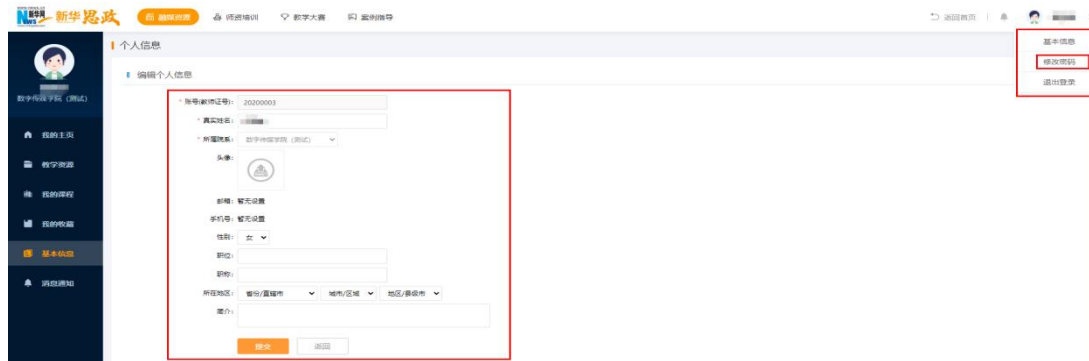 新华网 News 新华思政 融媒资源 师资培训 教学大赛 案例指导 返回首页
个人信息
基本信息
修改密码
退出登录
编辑个人信息
数字传媒学院（测试）
我的主页
教学资源
我的课程
我的收藏
基本信息
消息通知
* 账号(教师证号): 20200003
* 真实姓名:
* 所属院系: 数字传媒学院（测试）
头像:
邮箱: 暂无设置
手机号: 暂无设置
性别: 女
职位:
职称:
所在地区: 省份/直辖市 城市/区域 地区/县级市
简介:
提交 返回